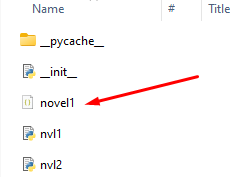 Name # Title
__pycache__
__init__
novel1
nvl1
nvl2